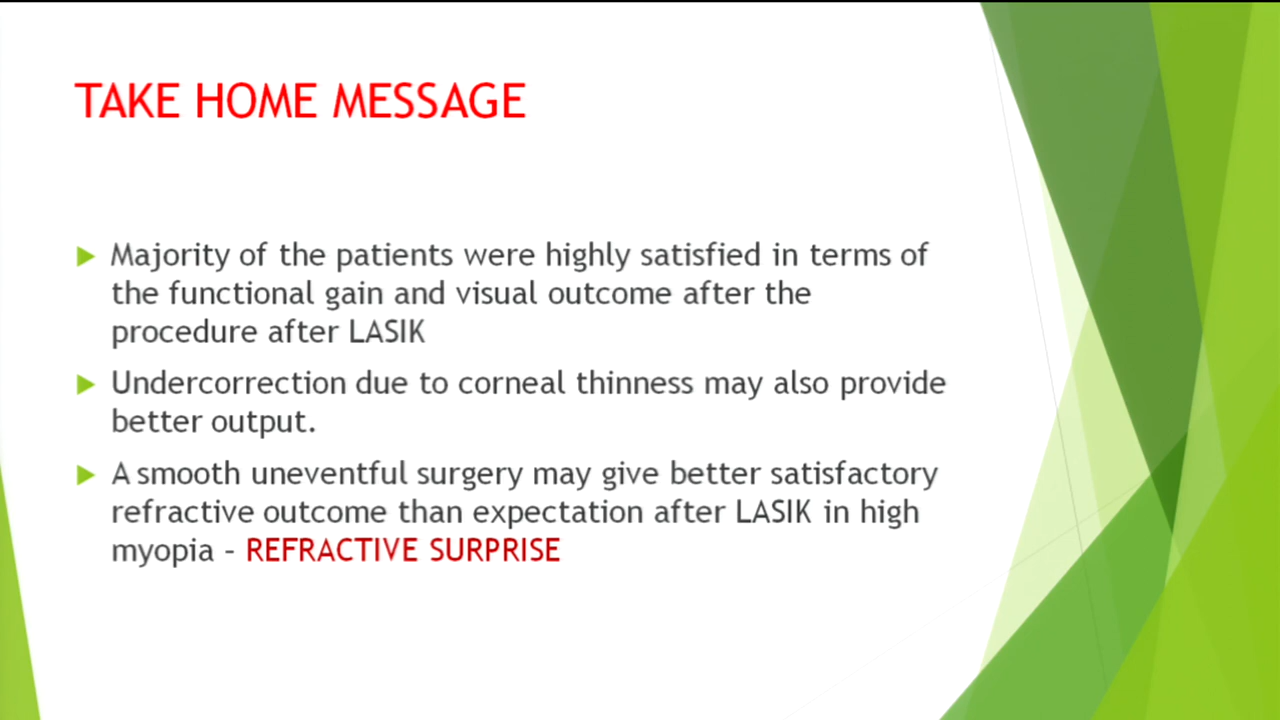 TAKE HOME MESSAGE
Majority of the patients were highly satisfied in terms of
the functional gain and visual outcome after the
procedure after LASIK
Undercorrection due to corneal thinness may also provide
better output.
A smooth uneventful surgery may give better satisfactory
refractive outcome than expectation after LASIK in high
myopia – REFRACTIVE SURPRISE